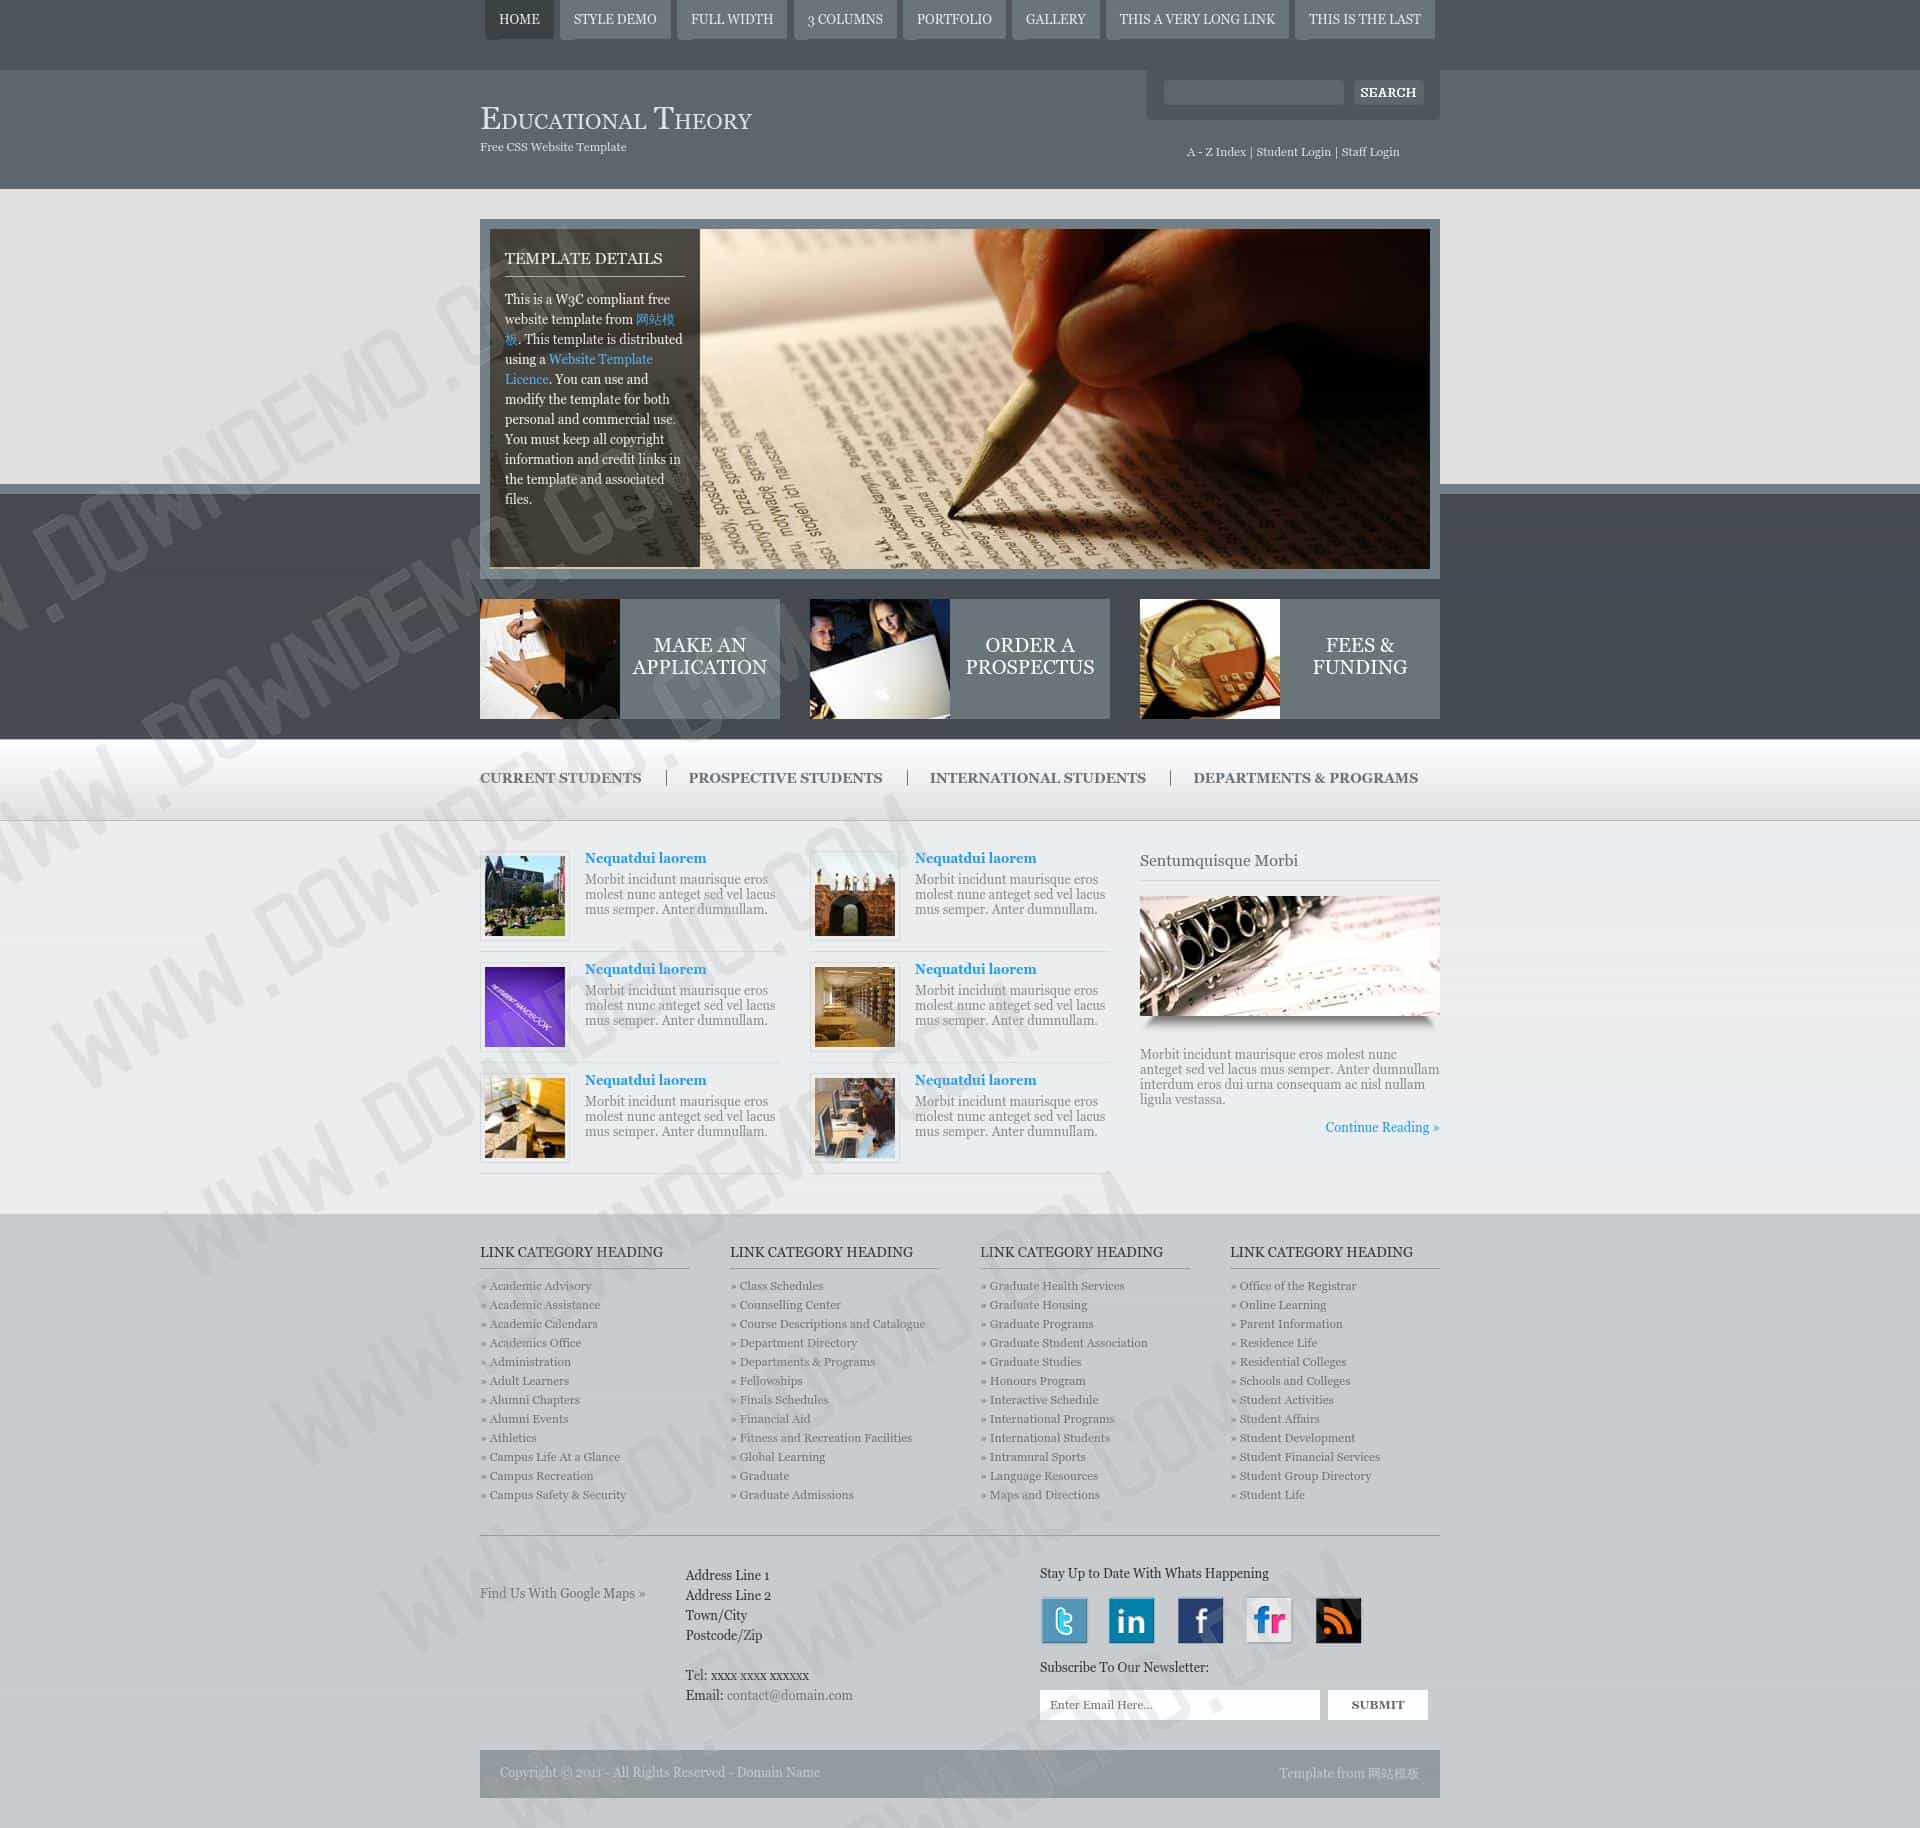 HOME STYLE DEMO FULL WIDTH 3 COLUMNS PORTFOLIO GALLERY THIS A VERY LONG LINK THIS IS THE LAST
SEARCH
Educational Theory
Free CSS Website Template
A - Z Index | Student Login | Staff Login
TEMPLATE DETAILS
This is a W3C compliant free
website template from 网站模
板. This template is distributed
using a Website Template
Licence. You can use and
modify the template for both
personal and commercial use.
You must keep all copyright
information and credit links in
the template and associated
files.
MAKE AN
APPLICATION
ORDER A
PROSPECTUS
FEES &
FUNDING
CURRENT STUDENTS
PROSPECTIVE STUDENTS
INTERNATIONAL STUDENTS
DEPARTMENTS & PROGRAMS
Nequatdui laorem
Morbit incidunt maurisque eros
molest nunc anteget sed vel lacus
mus semper. Anter dumnullam.
Nequatdui laorem
Morbit incidunt maurisque eros
molest nunc anteget sed vel lacus
mus semper. Anter dumnullam.
Nequatdui laorem
Morbit incidunt maurisque eros
molest nunc anteget sed vel lacus
mus semper. Anter dumnullam.
Nequatdui laorem
Morbit incidunt maurisque eros
molest nunc anteget sed vel lacus
mus semper. Anter dumnullam.
Nequatdui laorem
Morbit incidunt maurisque eros
molest nunc anteget sed vel lacus
mus semper. Anter dumnullam.
Nequatdui laorem
Morbit incidunt maurisque eros
molest nunc anteget sed vel lacus
mus semper. Anter dumnullam.
Sentumquisque Morbi
Morbit incidunt maurisque eros molest nunc
anteget sed vel lacus mus semper. Anter dumnullam
interdum eros dui urna consequam ac nisl nullam
ligula vestassa.
Continue Reading »
LINK CATEGORY HEADING
» Academic Advisory
» Academic Assistance
» Academic Calendars
» Academics Office
» Administration
» Adult Learners
» Alumni Chapters
» Alumni Events
» Athletics
» Campus Life At a Glance
» Campus Recreation
» Campus Safety & Security
LINK CATEGORY HEADING
» Class Schedules
» Counselling Center
» Course Descriptions and Catalogue
» Department Directory
» Departments & Programs
» Fellowships
» Finals Schedules
» Financial Aid
» Fitness and Recreation Facilities
» Global Learning
» Graduate
» Graduate Admissions
LINK CATEGORY HEADING
» Graduate Health Services
» Graduate Housing
» Graduate Programs
» Graduate Student Association
» Graduate Studies
» Honours Program
» Interactive Schedule
» International Programs
» International Students
» Intramural Sports
» Language Resources
» Maps and Directions
LINK CATEGORY HEADING
» Office of the Registrar
» Online Learning
» Parent Information
» Residence Life
» Residential Colleges
» Schools and Colleges
» Student Activities
» Student Affairs
» Student Development
» Student Financial Services
» Student Group Directory
» Student Life
Find Us With Google Maps »
Address Line 1
Address Line 2
Town/City
Postcode/Zip
Tel: xxxx xxxx xxxxxx
Email: contact@domain.com
Stay Up to Date With Whats Happening
t in f fr
Subscribe To Our Newsletter:
Enter Email Here... SUBMIT
Copyright © 2011 - All Rights Reserved - Domain Name
Template from 网站模板
WWW.DOWNDEMO.COM
WWW.DOWNDEMO.COM
WWW.DOWNDEMO.COM
WWW.DOWNDEMO.COM
WWW.DOWNDEMO.COM
WWW.DOWNDEMO.COM